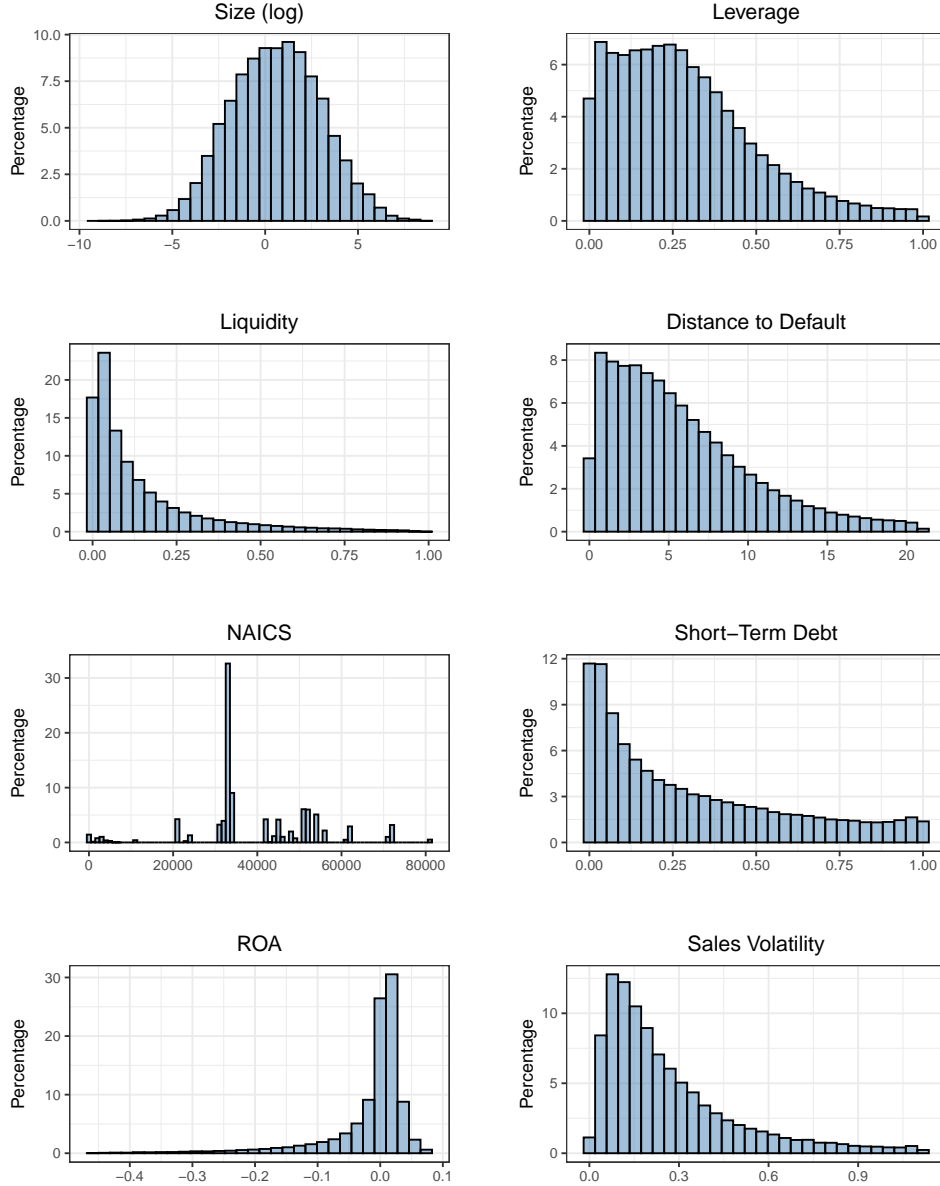 Size (log)
Percentage
10.0
7.5
5.0
2.5
0.0
−10 −5 0 5
Leverage
Percentage
6
4
2
0
0.00 0.25 0.50 0.75 1.00
Liquidity
Percentage
20
15
10
5
0
0.00 0.25 0.50 0.75 1.00
Distance to Default
Percentage
8
6
4
2
0
0 5 10 15 20
NAICS
Percentage
30
20
10
0
0 20000 40000 60000 80000
Short−Term Debt
Percentage
12
9
6
3
0
0.00 0.25 0.50 0.75 1.00
ROA
Percentage
30
20
10
0
−0.4 −0.3 −0.2 −0.1 0.0 0.1
Sales Volatility
Percentage
10
5
0
0.0 0.3 0.6 0.9